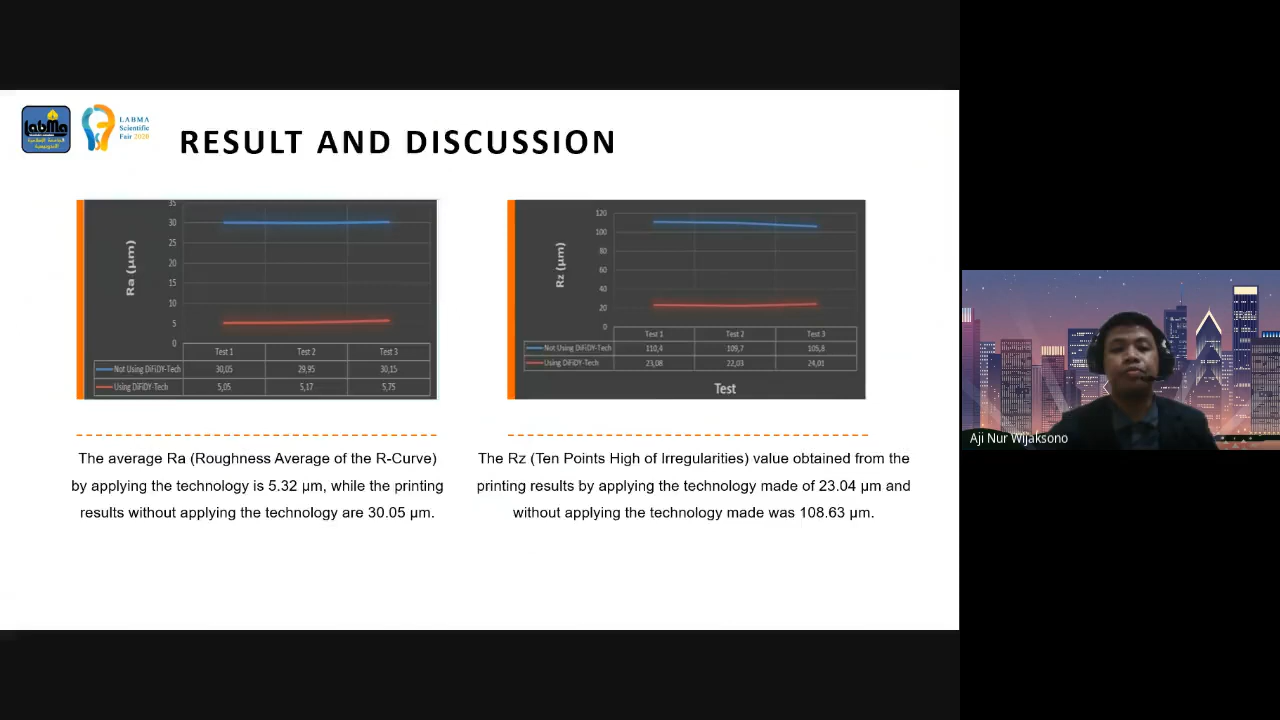 LabMa
LABMA
Scientific
Fair 2020
RESULT AND DISCUSSION
Ra (µm)
35
30
25
20
15
10
5
0
Test 1 Test 2 Test 3
Not Using DiFiDY-Tech 30,05 29,95 30,15
Using DiFiDY-Tech 5,05 5,17 5,75
Rz (µm)
120
100
80
60
40
20
0
Test 1 Test 2 Test 3
Not Using DiFiDY-Tech 110,4 109,7 105,8
Using DiFiDY-Tech 23,08 22,03 24,01
Test
The average Ra (Roughness Average of the R-Curve)
by applying the technology is 5.32 µm, while the printing
results without applying the technology are 30.05 µm.
The Rz (Ten Points High of Irregularities) value obtained from the
printing results by applying the technology made of 23.04 µm and
without applying the technology made was 108.63 µm.
Aji Nur Wijaksono